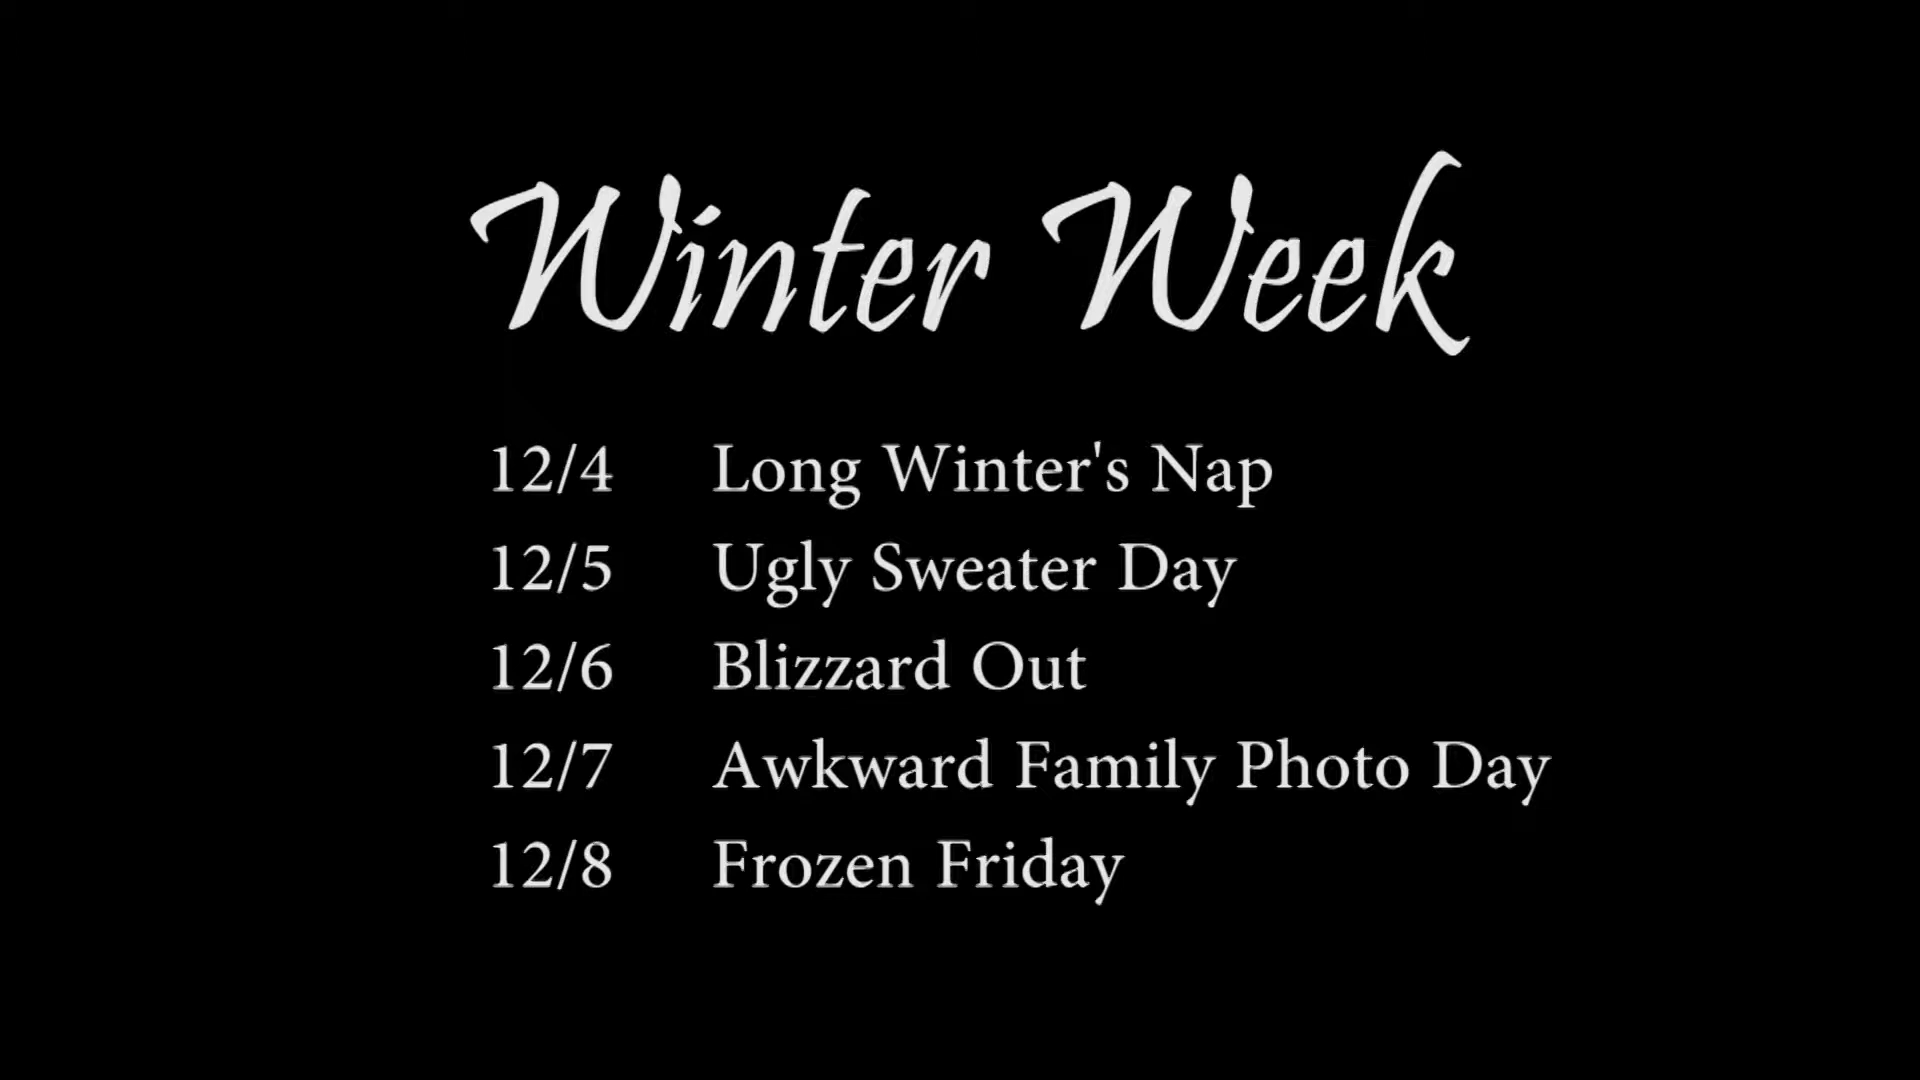 Winter Week
12/4 Long Winter's Nap
12/5 Ugly Sweater Day
12/6 Blizzard Out
12/7 Awkward Family Photo Day
12/8 Frozen Friday